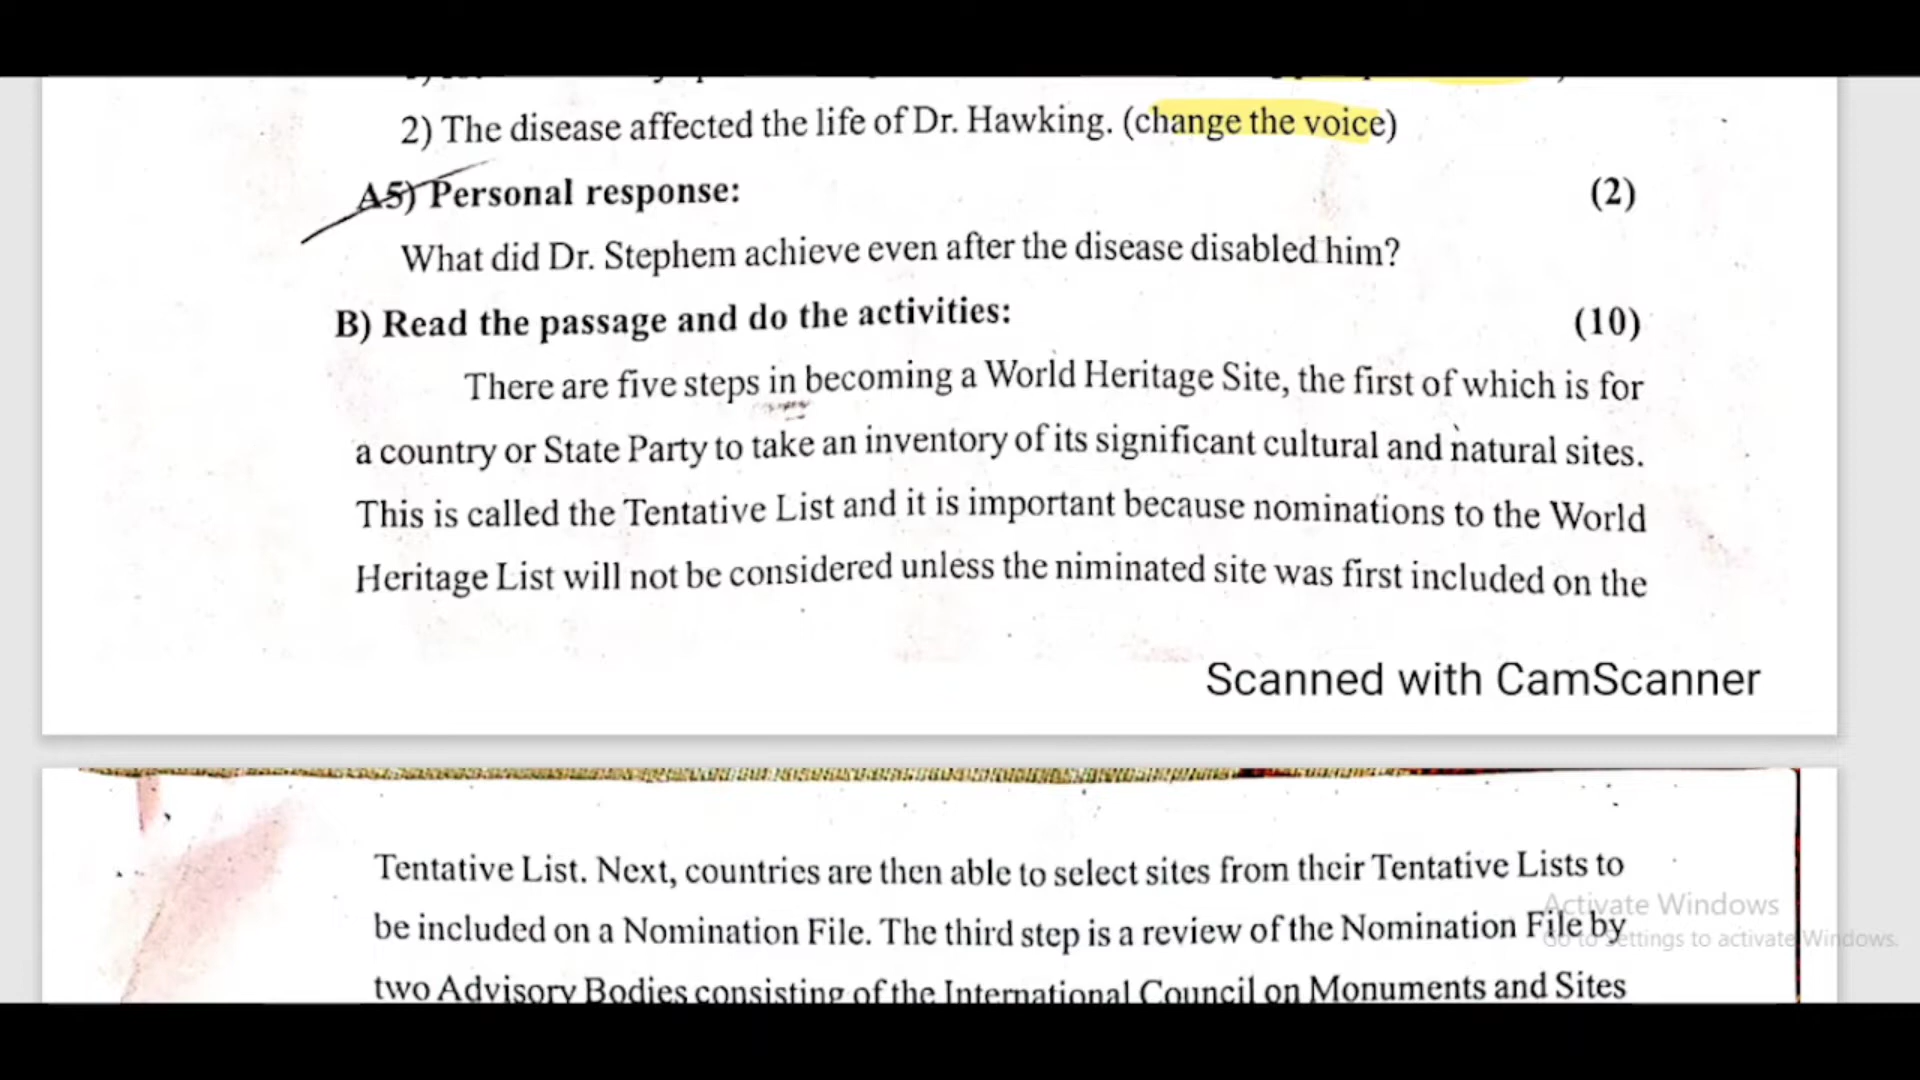 2) The disease affected the life of Dr. Hawking. (change the voice)
A5) Personal response: (2)
What did Dr. Stephem achieve even after the disease disabled him?
B) Read the passage and do the activities: (10)
There are five steps in becoming a World Heritage Site, the first of which is for
a country or State Party to take an inventory of its significant cultural and natural sites.
This is called the Tentative List and it is important because nominations to the World
Heritage List will not be considered unless the niminated site was first included on the
Scanned with CamScanner
Tentative List. Next, countries are then able to select sites from their Tentative Lists to
be included on a Nomination File. The third step is a review of the Nomination File by
two Advisory Bodies consisting of the International Council on Monuments and Sites
Activate Windows
Go to Settings to activate Windows.